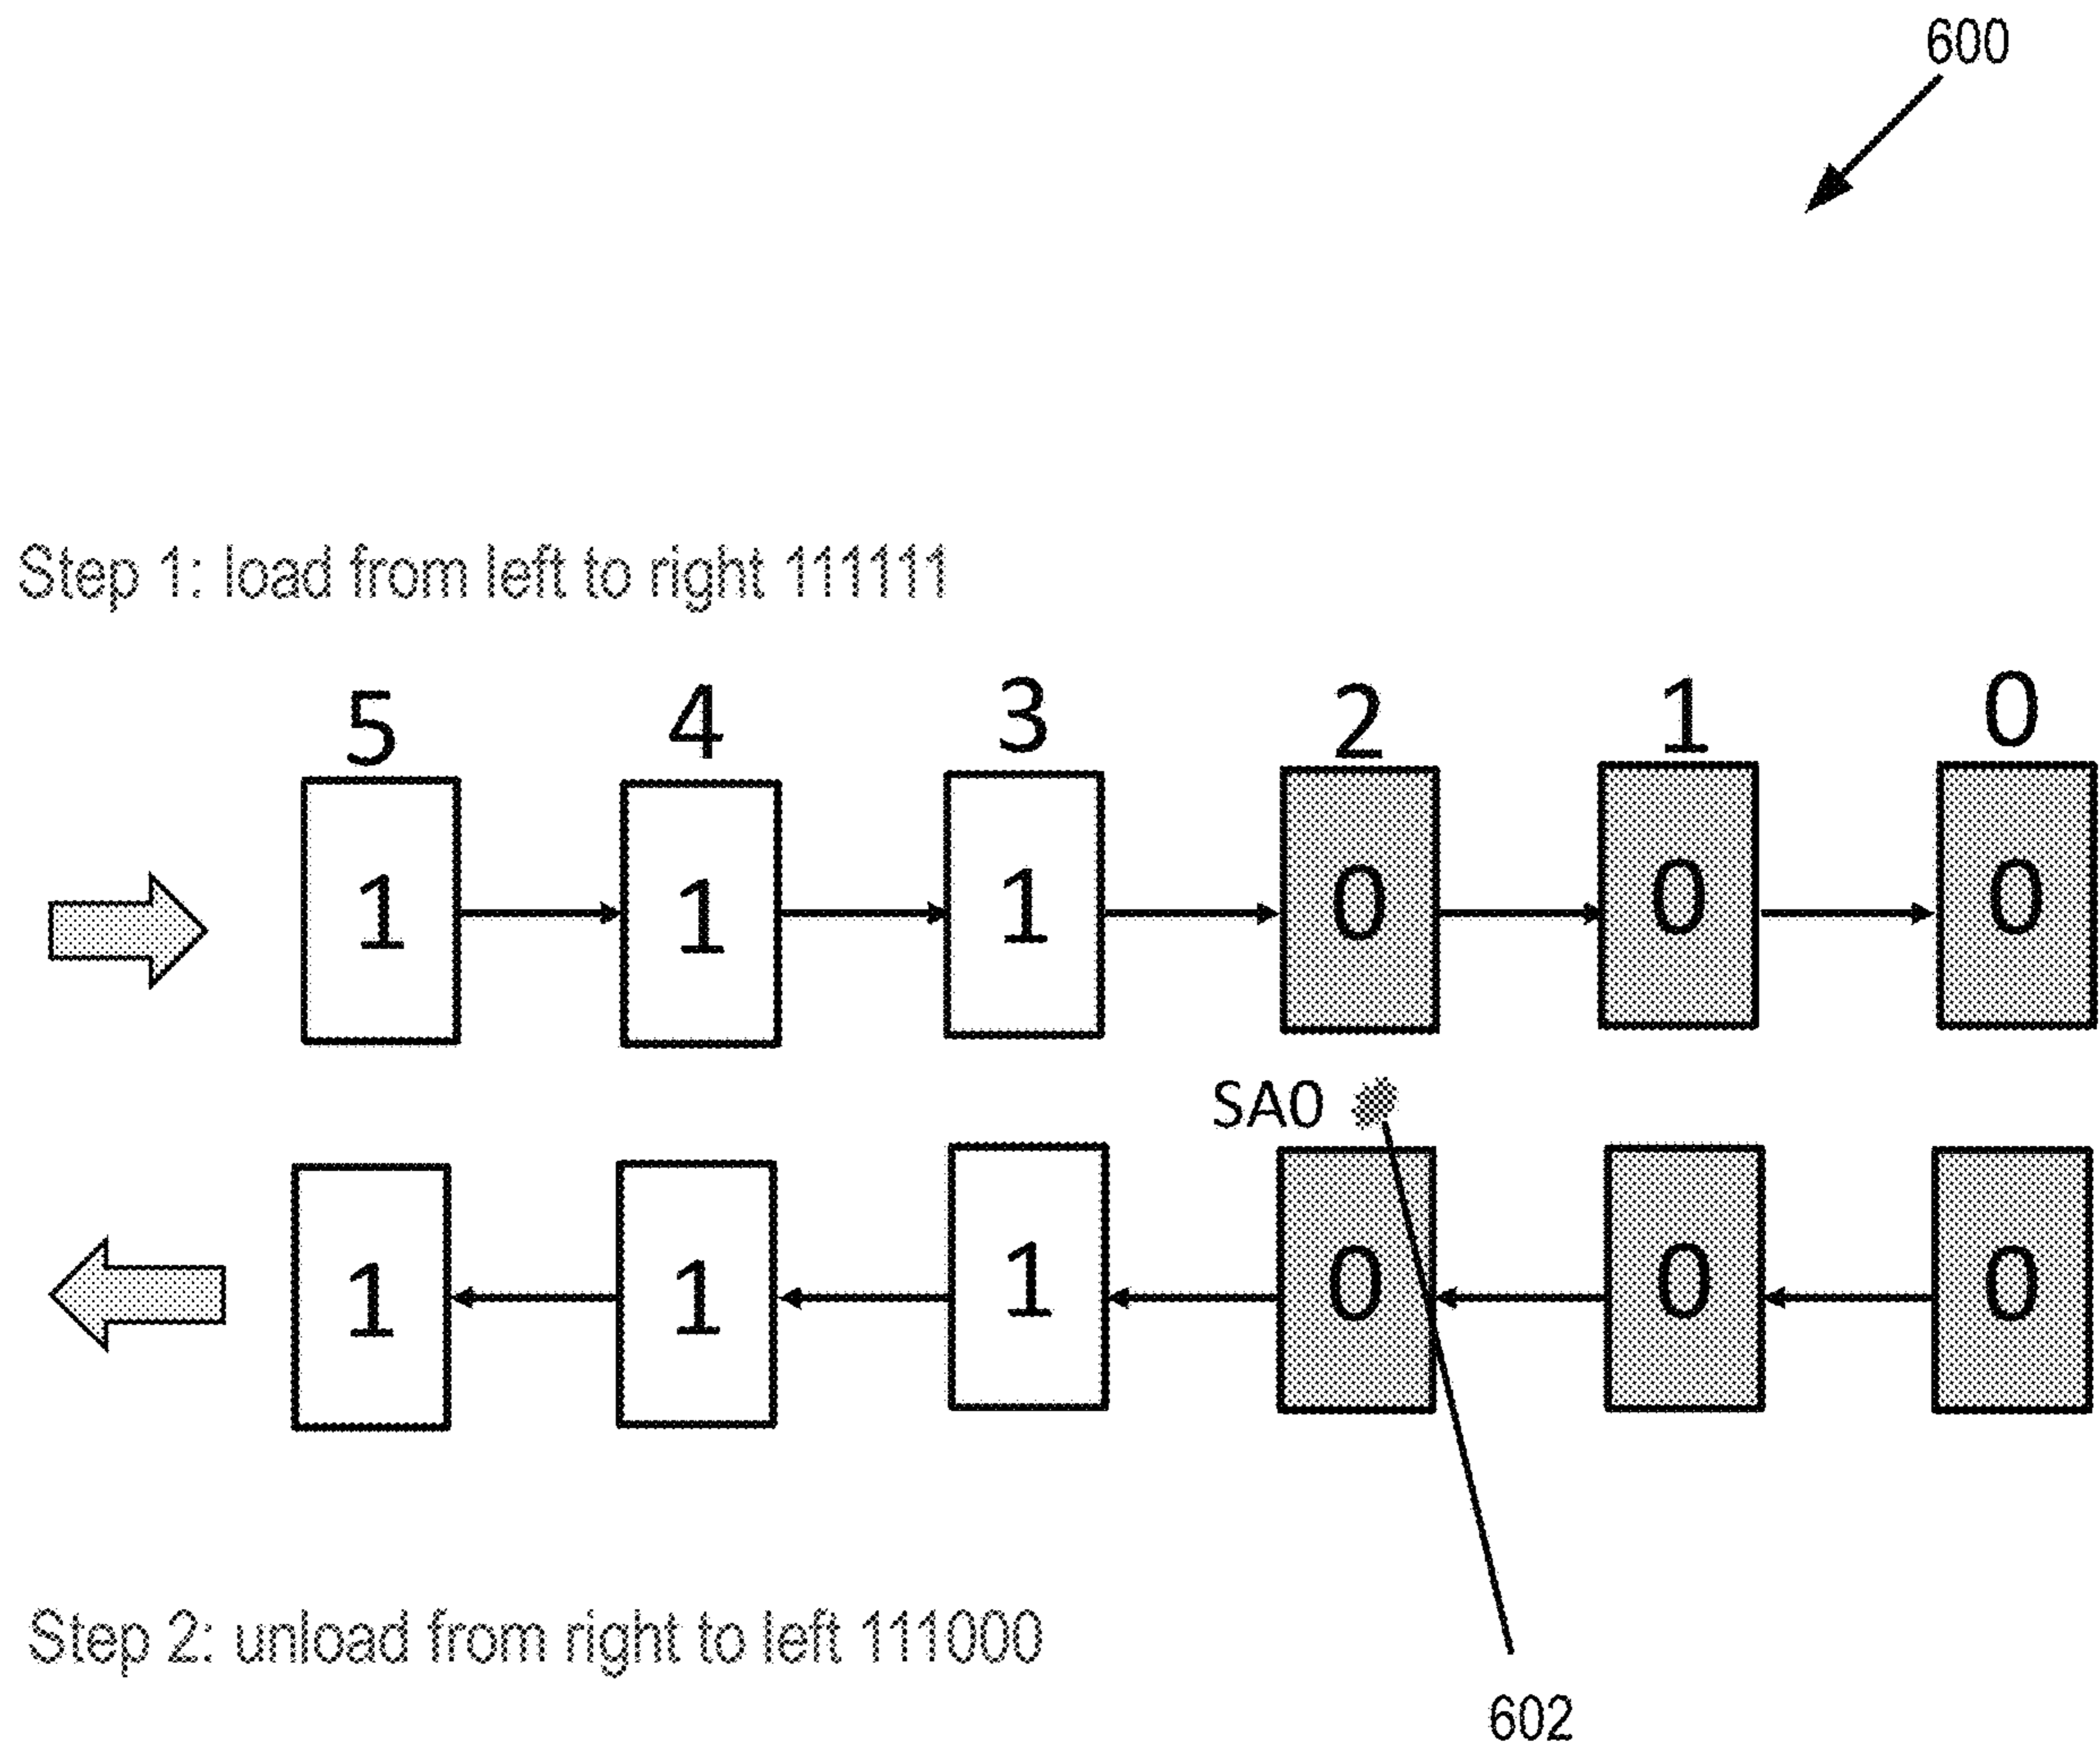 600
Step 1: load from left to right 111111
5 4 3 2 1 0
1 1 1 0 0 0
SA0
1 1 1 0 0 0
Step 2: unload from right to left 111000
602